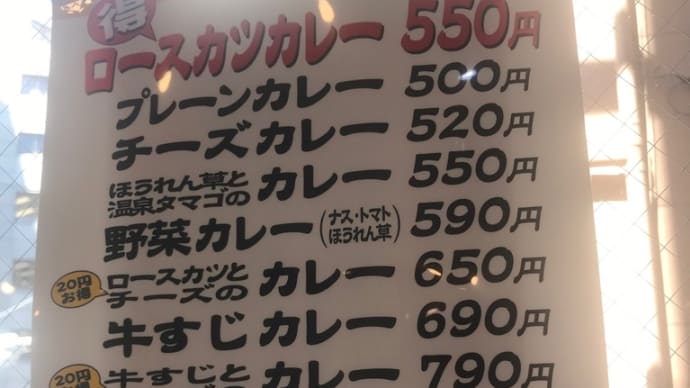 得
ロースカツカレー 550円
プレーンカレー 500円
チーズカレー 520円
ほうれん草と
温泉タマゴの カレー 550円
野菜カレー (ナス・トマト
ほうれん草) 590円
20円
お得
ロースカツと
チーズの カレー 650円
牛すじ カレー 690円
20円
お得
牛すじと
カレー 790円